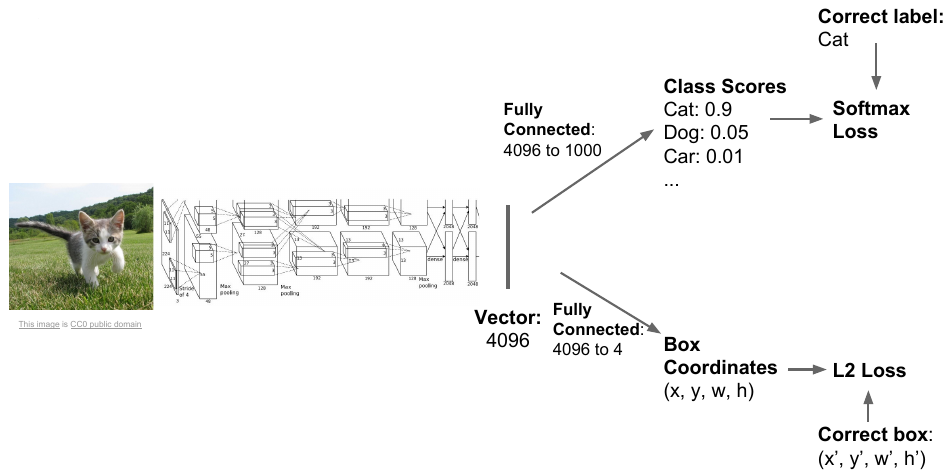 Correct label:
Cat
Class Scores
Cat: 0.9
Dog: 0.05
Car: 0.01
...
Softmax
Loss
Fully
Connected:
4096 to 1000
Max
pooling
Max
pooling
Max
pooling
Stride
of 4
dense
dense
This image is CC0 public domain
Vector:
4096
Fully
Connected:
4096 to 4
Box
Coordinates
(x, y, w, h)
L2 Loss
Correct box:
(x’, y’, w’, h’)